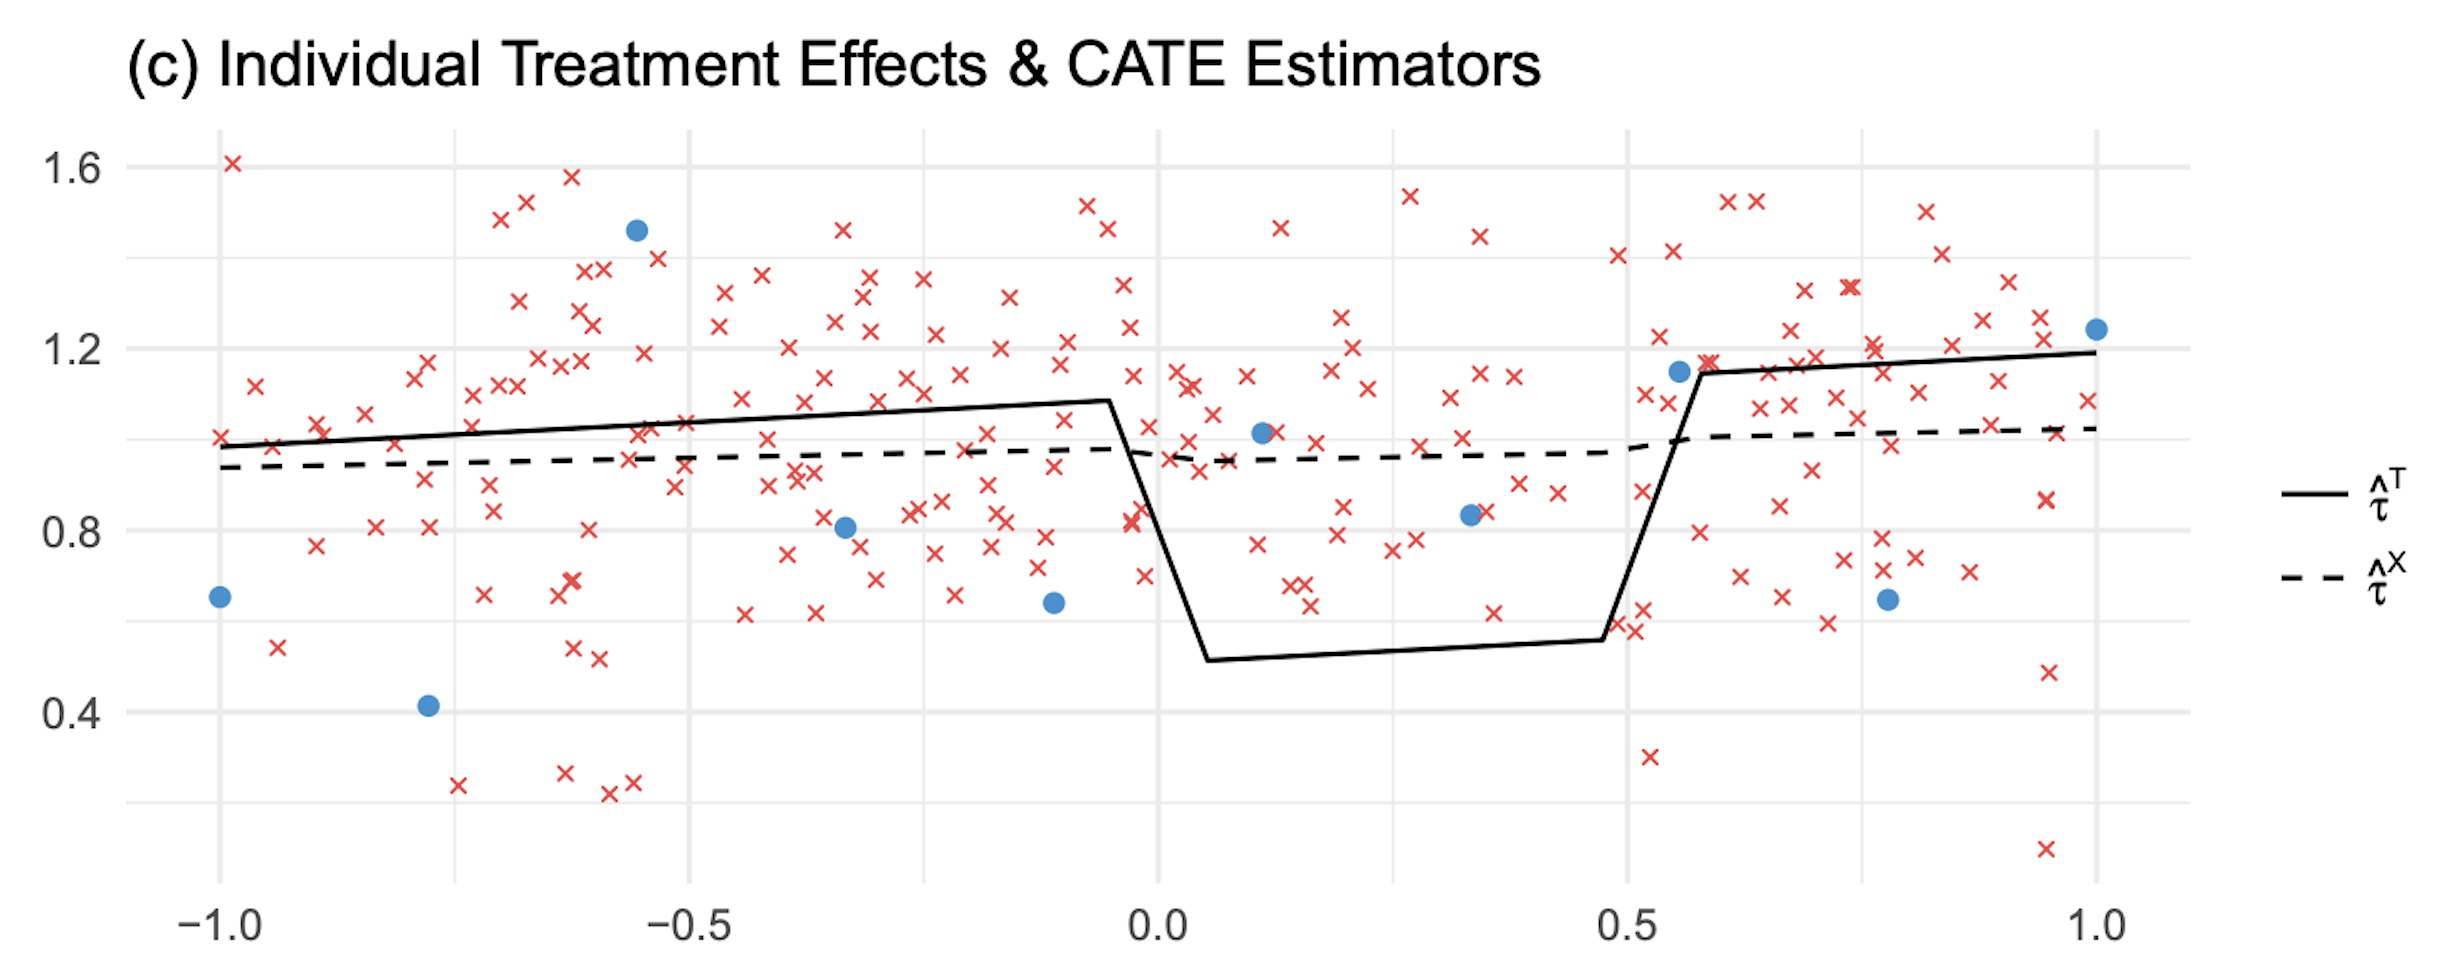 (c) Individual Treatment Effects & CATE Estimators
1.6
1.2
0.8
0.4
−1.0 −0.5 0.0 0.5 1.0
τ̂ᵀ
τ̂ˣ